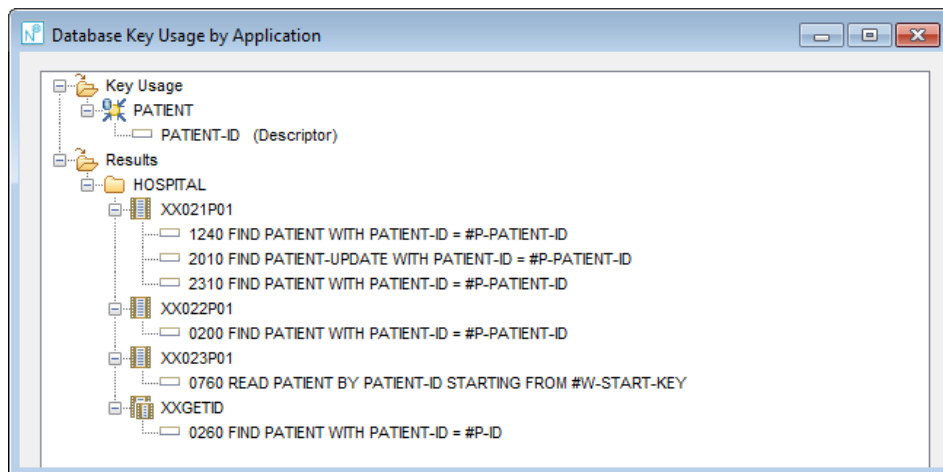 Database Key Usage by Application
Key Usage
PATIENT
PATIENT-ID (Descriptor)
Results
HOSPITAL
XX021P01
1240 FIND PATIENT WITH PATIENT-ID = #P-PATIENT-ID
2010 FIND PATIENT-UPDATE WITH PATIENT-ID = #P-PATIENT-ID
2310 FIND PATIENT WITH PATIENT-ID = #P-PATIENT-ID
XX022P01
0200 FIND PATIENT WITH PATIENT-ID = #P-PATIENT-ID
XX023P01
0760 READ PATIENT BY PATIENT-ID STARTING FROM #W-START-KEY
XXGETID
0260 FIND PATIENT WITH PATIENT-ID = #P-ID